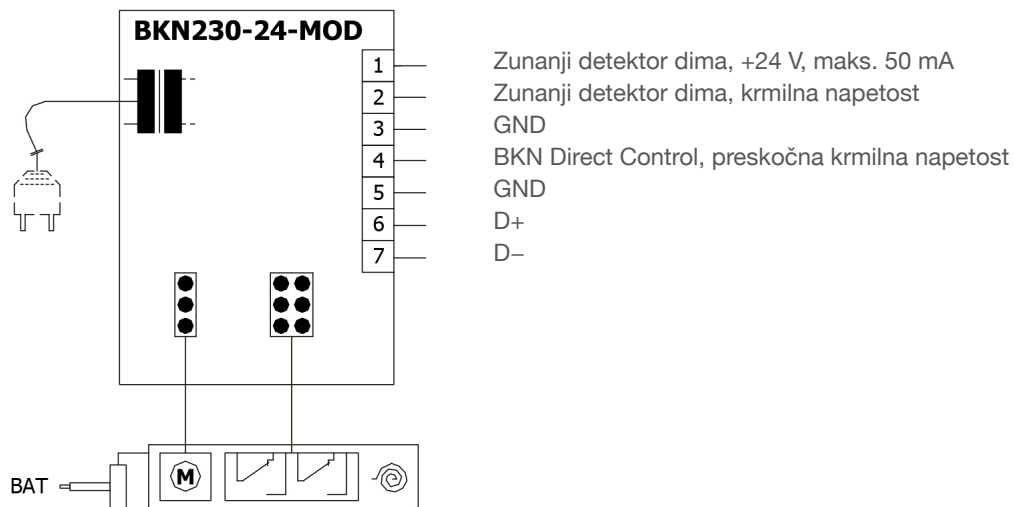 BKN230-24-MOD
1 Zunanji detektor dima, +24 V, maks. 50 mA
2 Zunanji detektor dima, krmilna napetost
3 GND
4 BKN Direct Control, preskočna krmilna napetost
5 GND
6 D+
7 D−
M
BAT